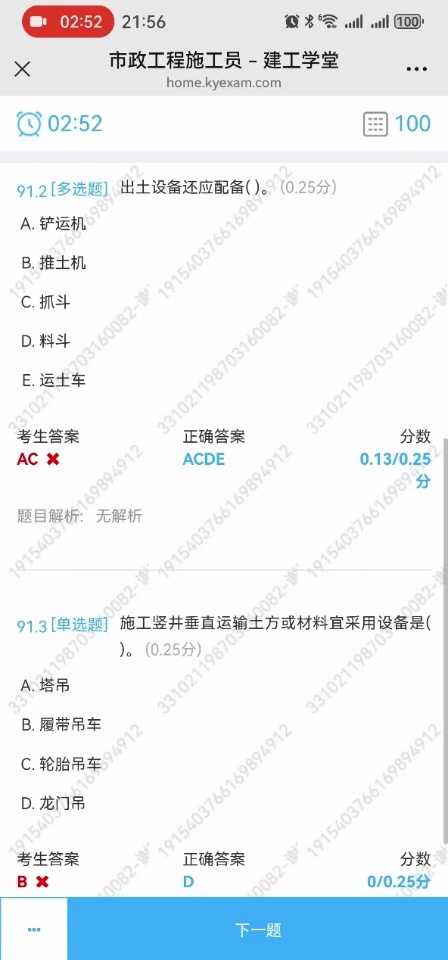 02:52 21:56 6 100
市政工程施工员 – 建工学堂
home.kyexam.com
02:52 100
91.2 [多选题] 出土设备还应配备( )。 (0.25分)
A. 铲运机
B. 推土机
C. 抓斗
D. 料斗
E. 运土车
考生答案 正确答案 分数
AC ✖ ACDE 0.13/0.25
分
题目解析: 无解析
91.3 [单选题] 施工竖井垂直运输土方或材料宜采用设备是(
)。 (0.25分)
A. 塔吊
B. 履带吊车
C. 轮胎吊车
D. 龙门吊
考生答案 正确答案 分数
B ✖ D 0/0.25分
下一题